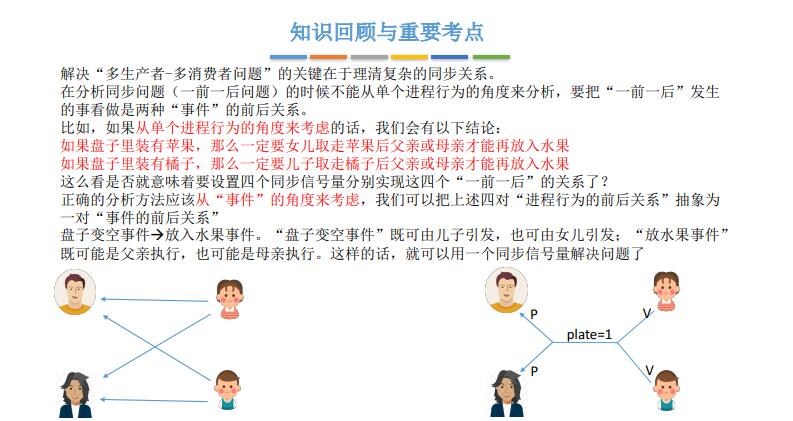 知识回顾与重要考点
解决“多生产者-多消费者问题”的关键在于理清复杂的同步关系。
在分析同步问题（一前一后问题）的时候不能从单个进程行为的角度来分析，要把“一前一后”发生
的事看做是两种“事件”的前后关系。
比如，如果从单个进程行为的角度来考虑的话，我们会有以下结论：
如果盘子里装有苹果，那么一定要女儿取走苹果后父亲或母亲才能再放入水果
如果盘子里装有橘子，那么一定要儿子取走橘子后父亲或母亲才能再放入水果
这么看是否就意味着要设置四个同步信号量分别实现这四个“一前一后”的关系了？
正确的分析方法应该从“事件”的角度来考虑，我们可以把上述四对“进程行为的前后关系”抽象为
一对“事件的前后关系”
盘子变空事件→放入水果事件。“盘子变空事件”既可由儿子引发，也可由女儿引发；“放水果事件”
既可能是父亲执行，也可能是母亲执行。这样的话，就可以用一个同步信号量解决问题了
P
V
plate=1
P
V